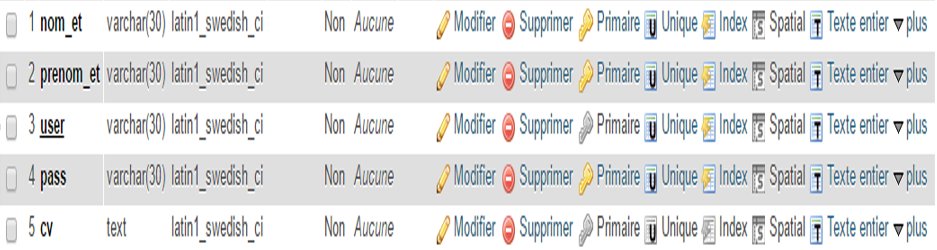 1 nom_et varchar(30) latin1_swedish_ci Non Aucune Modifier Supprimer Primaire U Unique Index S Spatial T Texte entier plus
2 prenom_et varchar(30) latin1_swedish_ci Non Aucune Modifier Supprimer Primaire U Unique Index S Spatial T Texte entier plus
3 user varchar(30) latin1_swedish_ci Non Aucune Modifier Supprimer Primaire U Unique Index S Spatial T Texte entier plus
4 pass varchar(30) latin1_swedish_ci Non Aucune Modifier Supprimer Primaire U Unique Index S Spatial T Texte entier plus
5 cv text latin1_swedish_ci Non Aucune Modifier Supprimer Primaire U Unique Index S Spatial T Texte entier plus